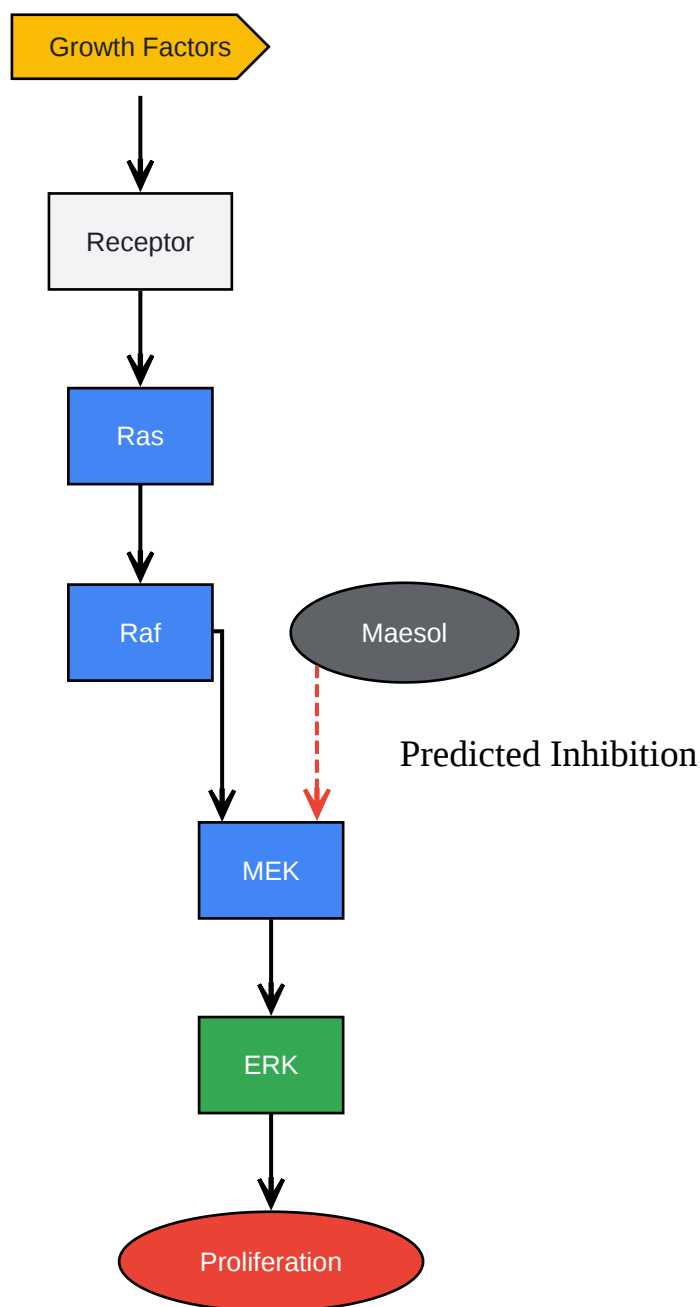 Growth Factors
Receptor
Ras
Raf
Maesol
Predicted Inhibition
MEK
ERK
Proliferation